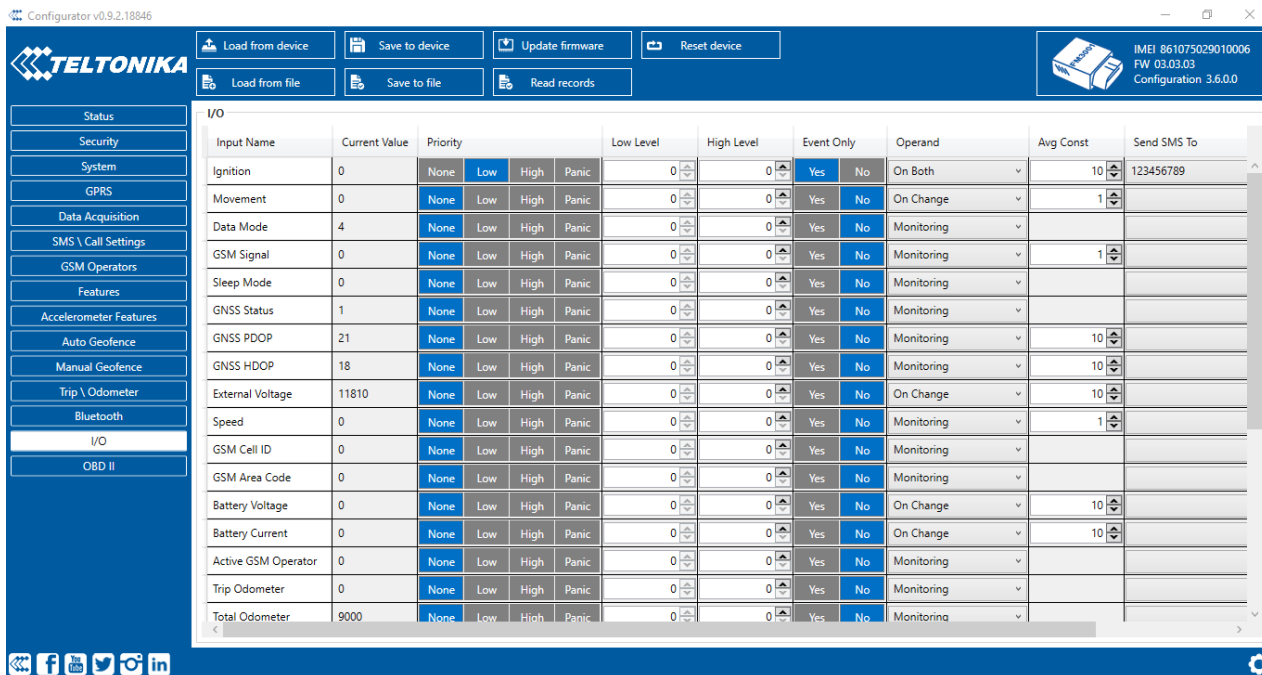 Configurator v0.9.2.18846
TELTONIKA
Load from device Save to device Update firmware Reset device
Load from file Save to file Read records
FM3001
IMEI 861075029010006
FW 03.03.03
Configuration 3.6.0.0
Status
Security
System
GPRS
Data Acquisition
SMS \ Call Settings
GSM Operators
Features
Accelerometer Features
Auto Geofence
Manual Geofence
Trip \ Odometer
Bluetooth
I/O
OBD II
I/O
Input Name Current Value Priority Low Level High Level Event Only Operand Avg Const Send SMS To
Ignition 0 None Low High Panic 0 0 Yes No On Both 10 123456789
Movement 0 None Low High Panic 0 0 Yes No On Change 1
Data Mode 4 None Low High Panic 0 0 Yes No Monitoring
GSM Signal 0 None Low High Panic 0 0 Yes No Monitoring 1
Sleep Mode 0 None Low High Panic 0 0 Yes No Monitoring
GNSS Status 1 None Low High Panic 0 0 Yes No Monitoring
GNSS PDOP 21 None Low High Panic 0 0 Yes No Monitoring 10
GNSS HDOP 18 None Low High Panic 0 0 Yes No Monitoring 10
External Voltage 11810 None Low High Panic 0 0 Yes No On Change 10
Speed 0 None Low High Panic 0 0 Yes No Monitoring 1
GSM Cell ID 0 None Low High Panic 0 0 Yes No Monitoring
GSM Area Code 0 None Low High Panic 0 0 Yes No Monitoring
Battery Voltage 0 None Low High Panic 0 0 Yes No On Change 10
Battery Current 0 None Low High Panic 0 0 Yes No On Change 10
Active GSM Operator 0 None Low High Panic 0 0 Yes No Monitoring
Trip Odometer 0 None Low High Panic 0 0 Yes No Monitoring
Total Odometer 9000 None Low High Panic 0 0 Yes No Monitoring
f You Tube in